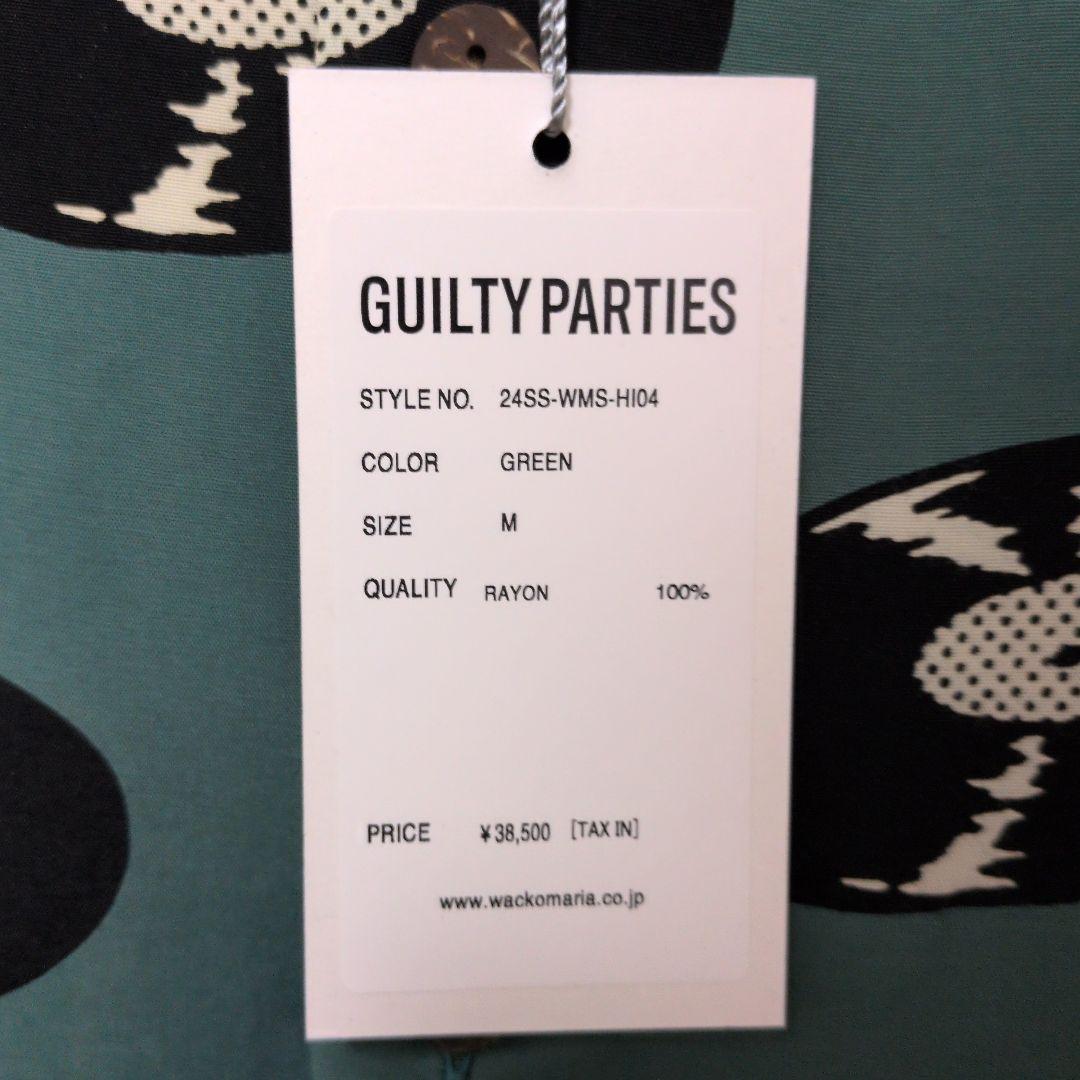 GUILTY PARTIES
STYLE NO. 24SS-WMS-HI04
COLOR GREEN
SIZE M
QUALITY RAYON 100%
PRICE ¥38,500 [TAX IN]
www.wackomaria.co.jp